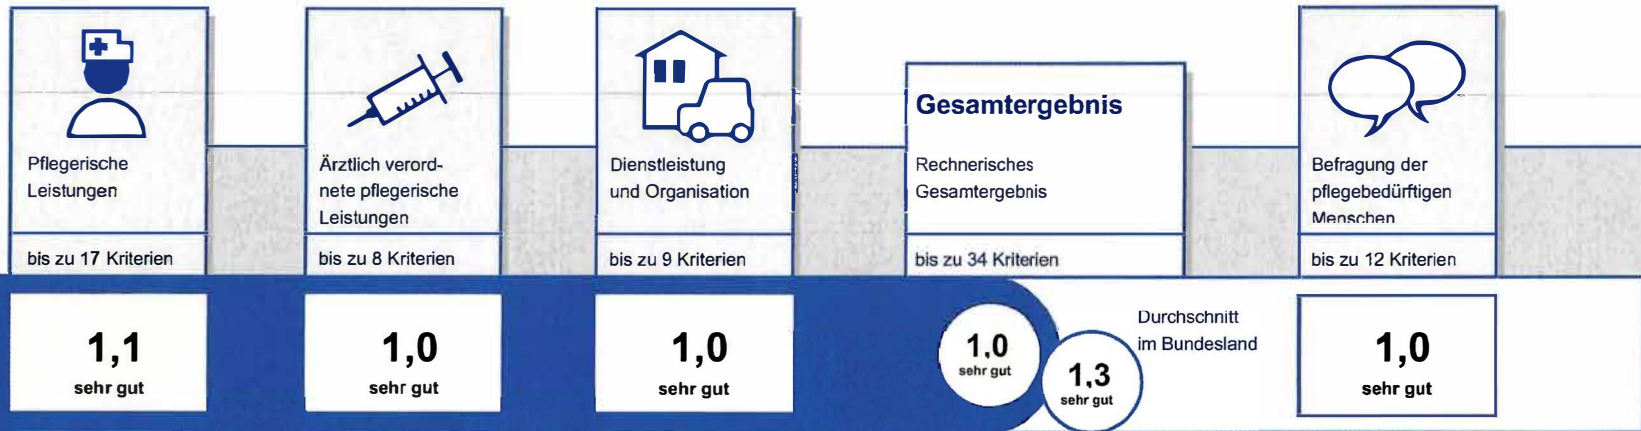 Pflegerische
Leistungen
bis zu 17 Kriterien
1,1
sehr gut
Ärztlich verord-
nete pflegerische
Leistungen
bis zu 8 Kriterien
1,0
sehr gut
Dienstleistung
und Organisation
bis zu 9 Kriterien
1,0
sehr gut
Gesamtergebnis
Rechnerisches
Gesamtergebnis
bis zu 34 Kriterien
1,0
sehr gut
1,3
sehr gut
Durchschnitt
im Bundesland
Befragung der
pflegebedürftigen
Menschen
bis zu 12 Kriterien
1,0
sehr gut